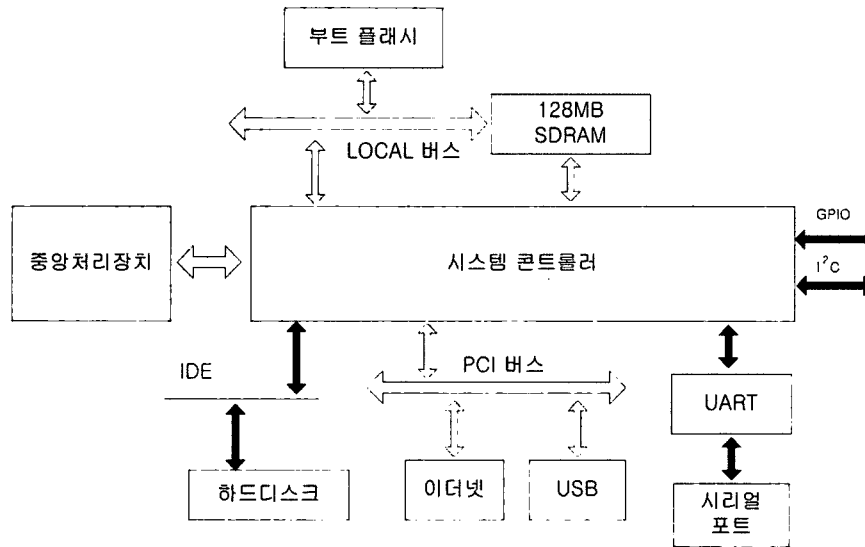 부트 플래시
128MB
SDRAM
LOCAL 버스
GPIO
중앙처리장치
시스템 콘트롤러
I²C
IDE
PCI 버스
UART
하드디스크
이더넷
USB
시리얼
포트